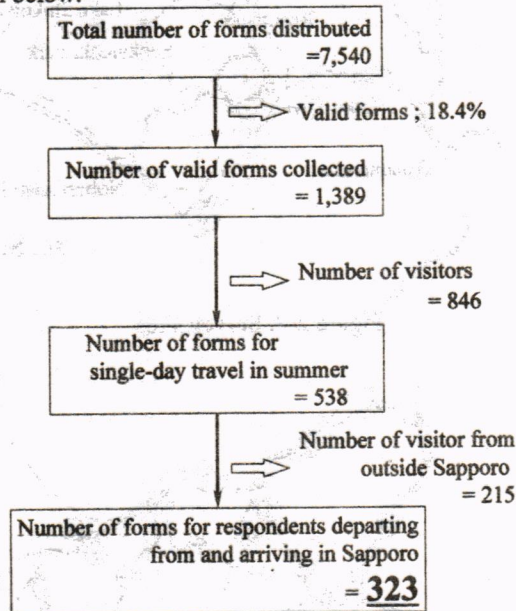 Total number of forms distributed
=7,540
Valid forms ; 18.4%
Number of valid forms collected
= 1,389
Number of visitors
= 846
Number of forms for
single-day travel in summer
= 538
Number of visitor from
outside Sapporo
= 215
Number of forms for respondents departing
from and arriving in Sapporo
= 323